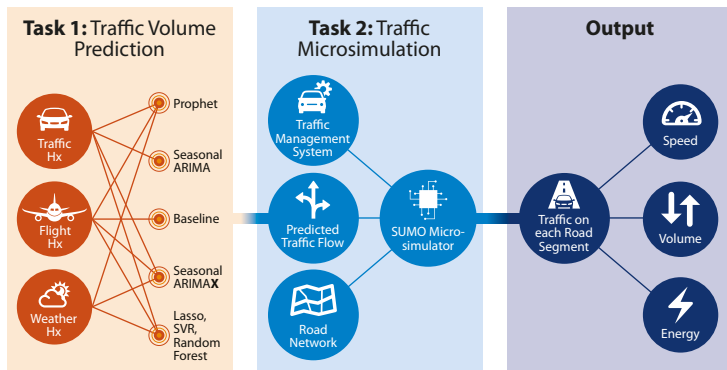 Task 1: Traffic Volume
Prediction
Traffic
Hx
Flight
Hx
Weather
Hx
Prophet
Seasonal
ARIMA
Baseline
Seasonal
ARIMAX
Lasso,
SVR,
Random
Forest
Task 2: Traffic
Microsimulation
Traffic
Management
System
Predicted
Traffic Flow
Road
Network
SUMO Micro-
simulator
Output
Traffic on
each Road
Segment
Speed
Volume
Energy